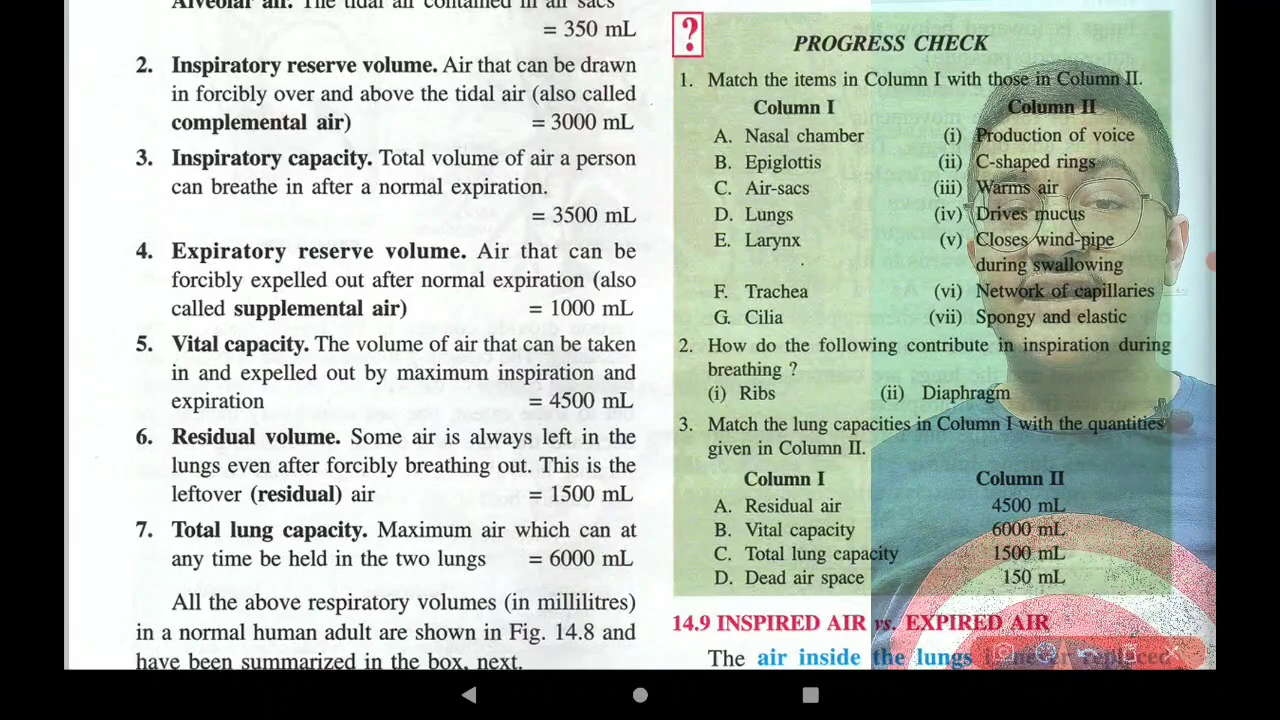 Alveolar air. The tidal air contained in air sacs
= 350 mL
2. Inspiratory reserve volume. Air that can be drawn
in forcibly over and above the tidal air (also called
complemental air) = 3000 mL
3. Inspiratory capacity. Total volume of air a person
can breathe in after a normal expiration.
= 3500 mL
4. Expiratory reserve volume. Air that can be
forcibly expelled out after normal expiration (also
called supplemental air) = 1000 mL
5. Vital capacity. The volume of air that can be taken
in and expelled out by maximum inspiration and
expiration = 4500 mL
6. Residual volume. Some air is always left in the
lungs even after forcibly breathing out. This is the
leftover (residual) air = 1500 mL
7. Total lung capacity. Maximum air which can at
any time be held in the two lungs = 6000 mL
All the above respiratory volumes (in millilitres)
in a normal human adult are shown in Fig. 14.8 and
have been summarized in the box, next.
?
PROGRESS CHECK
1. Match the items in Column I with those in Column II.
Column I Column II
A. Nasal chamber (i) Production of voice
B. Epiglottis (ii) C-shaped rings
C. Air-sacs (iii) Warms air
D. Lungs (iv) Drives mucus
E. Larynx (v) Closes wind-pipe
during swallowing
F. Trachea (vi) Network of capillaries
G. Cilia (vii) Spongy and elastic
2. How do the following contribute in inspiration during
breathing ?
(i) Ribs (ii) Diaphragm
3. Match the lung capacities in Column I with the quantities
given in Column II.
Column I Column II
A. Residual air 4500 mL
B. Vital capacity 6000 mL
C. Total lung capacity 1500 mL
D. Dead air space 150 mL
14.9 INSPIRED AIR vs. EXPIRED AIR
The air inside the lungs